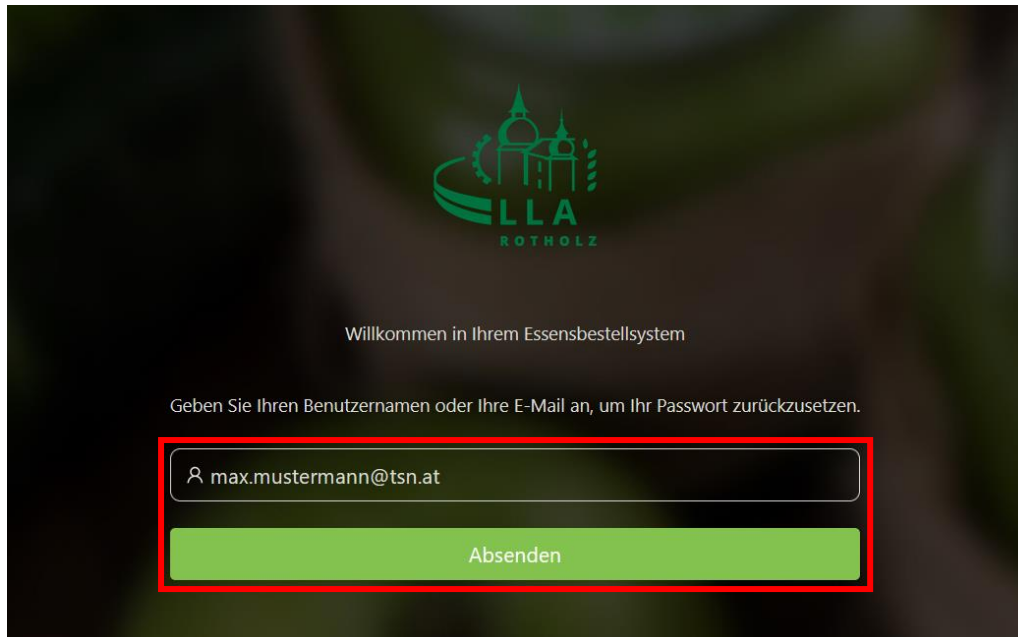 LLA
ROTHOLZ
Willkommen in Ihrem Essensbestellsystem
Geben Sie Ihren Benutzernamen oder Ihre E-Mail an, um Ihr Passwort zurückzusetzen.
max.mustermann@tsn.at
Absenden